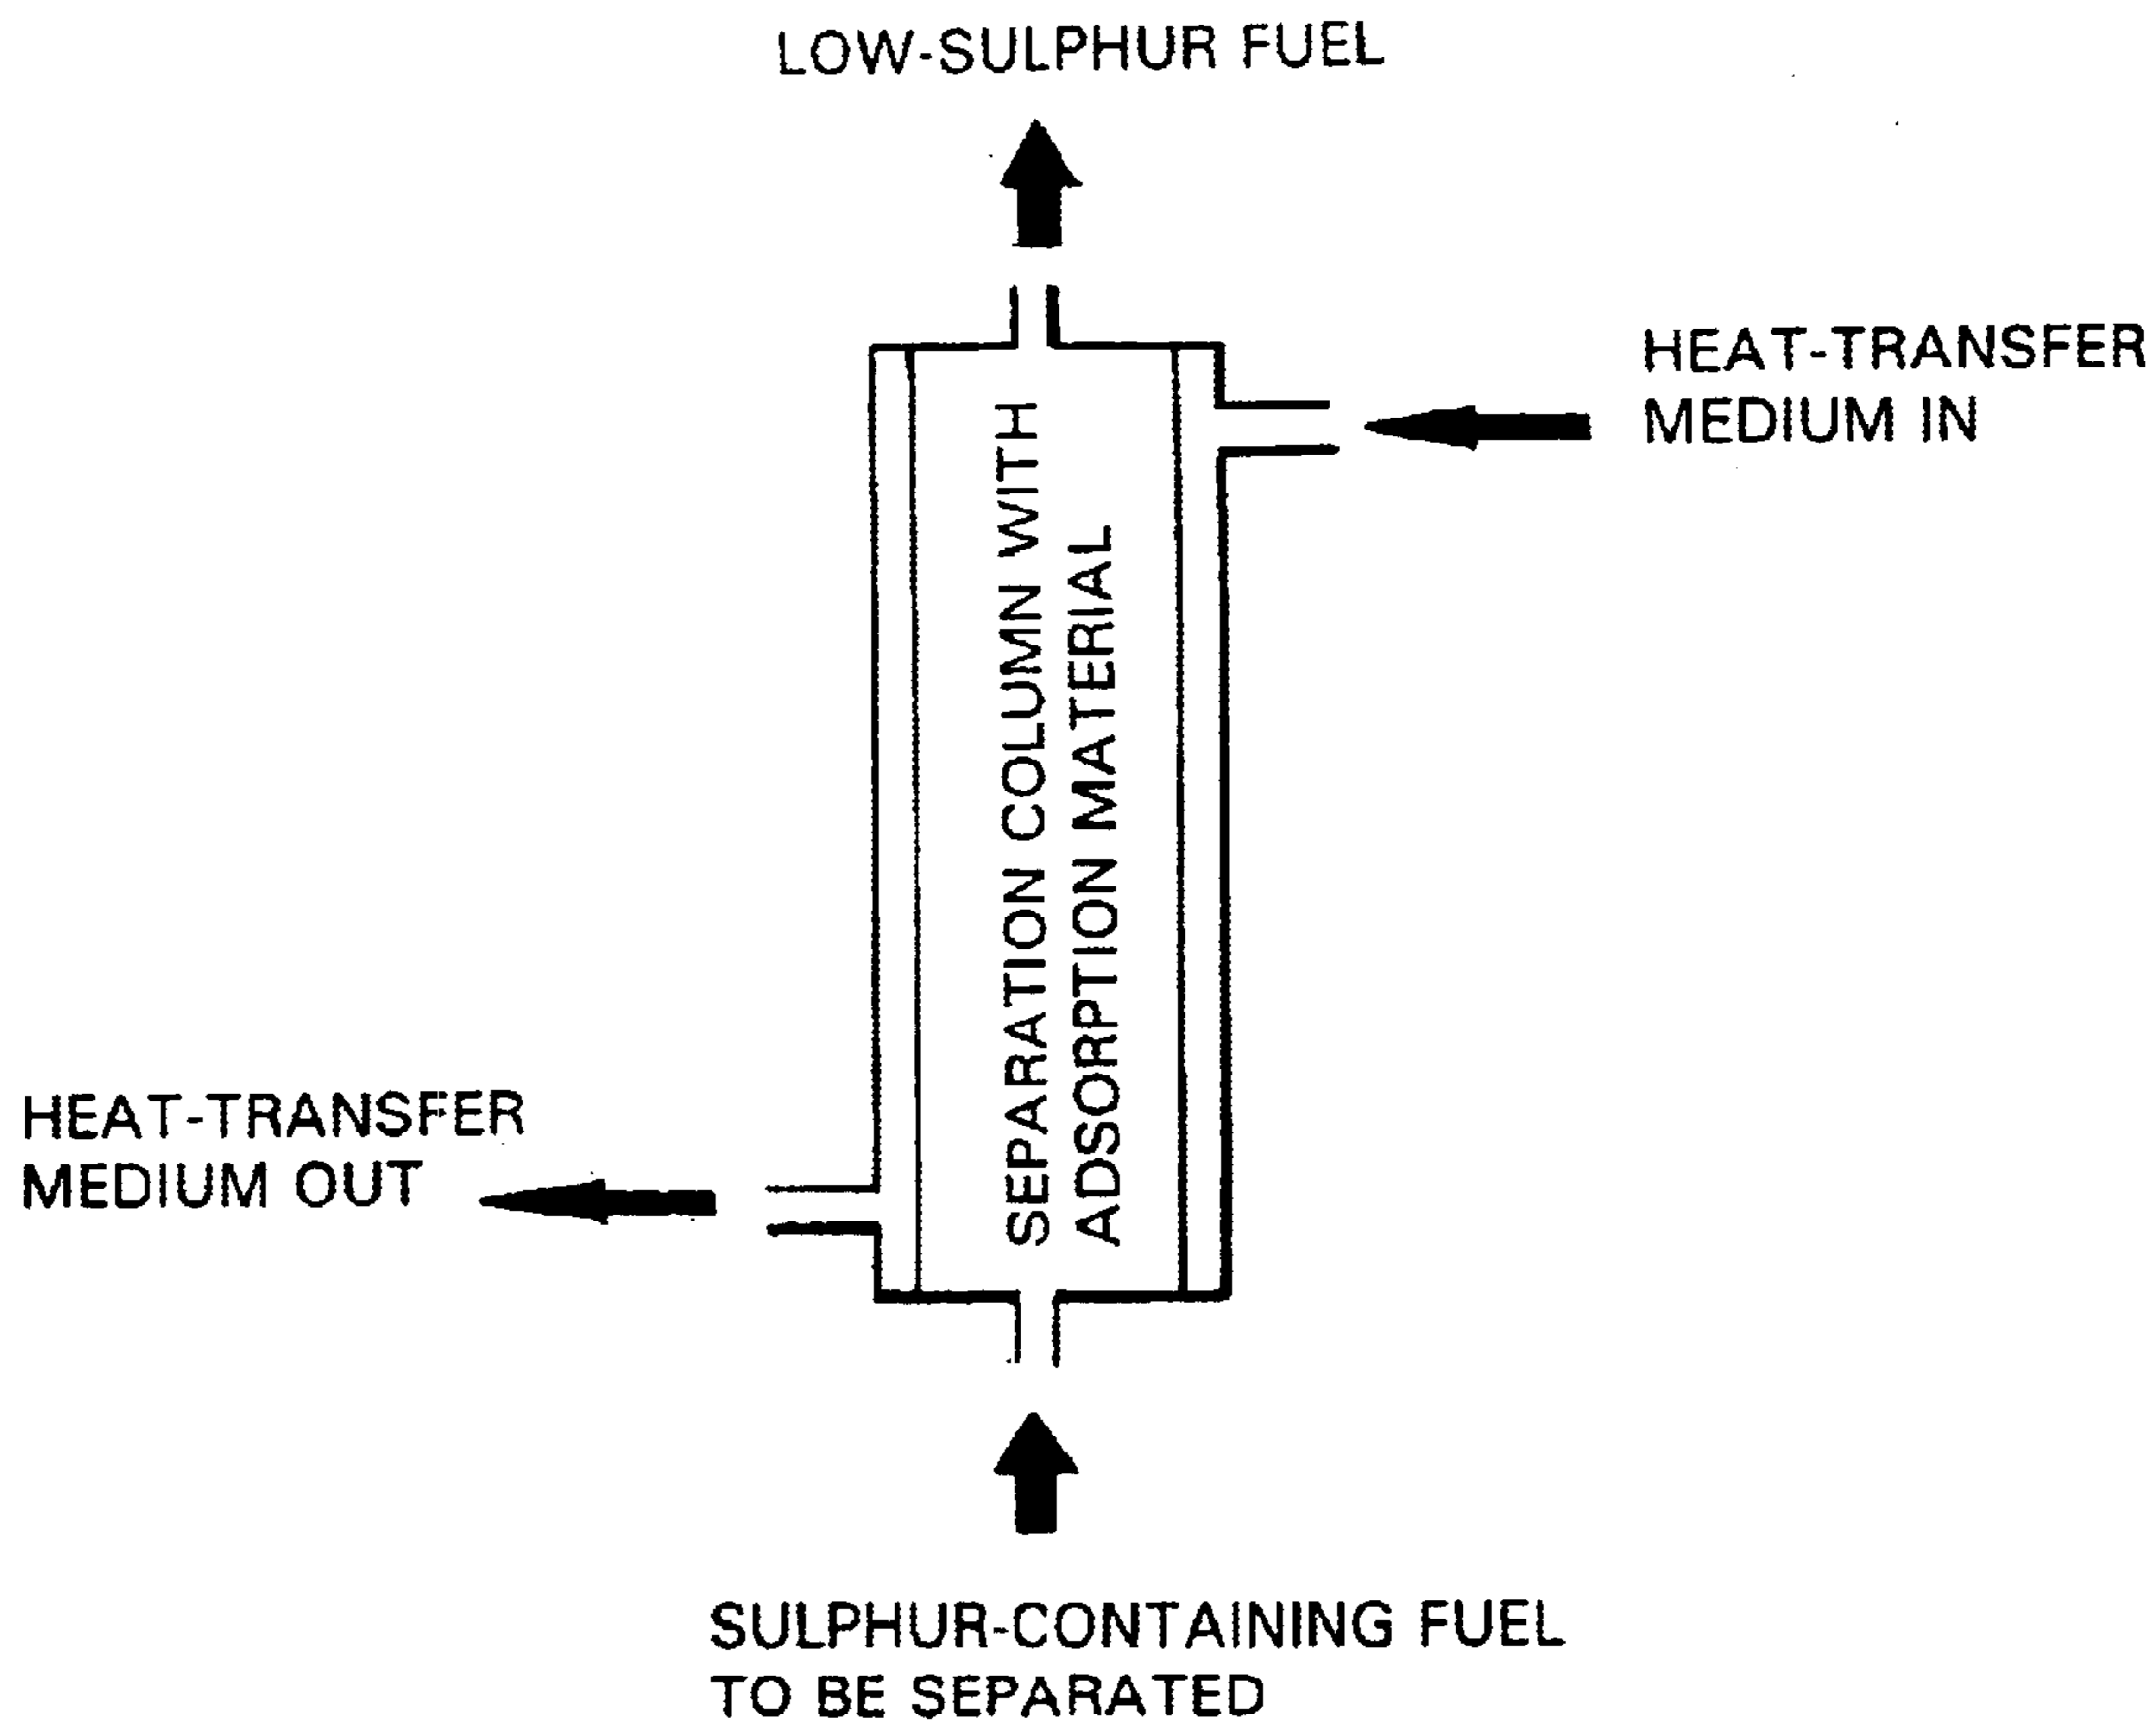 LOW-SULPHUR FUEL
HEAT-TRANSFER
MEDIUM IN
SEPARATION COLUMN WITH
ADSORPTION MATERIAL
HEAT-TRANSFER
MEDIUM OUT
SULPHUR-CONTAINING FUEL
TO BE SEPARATED